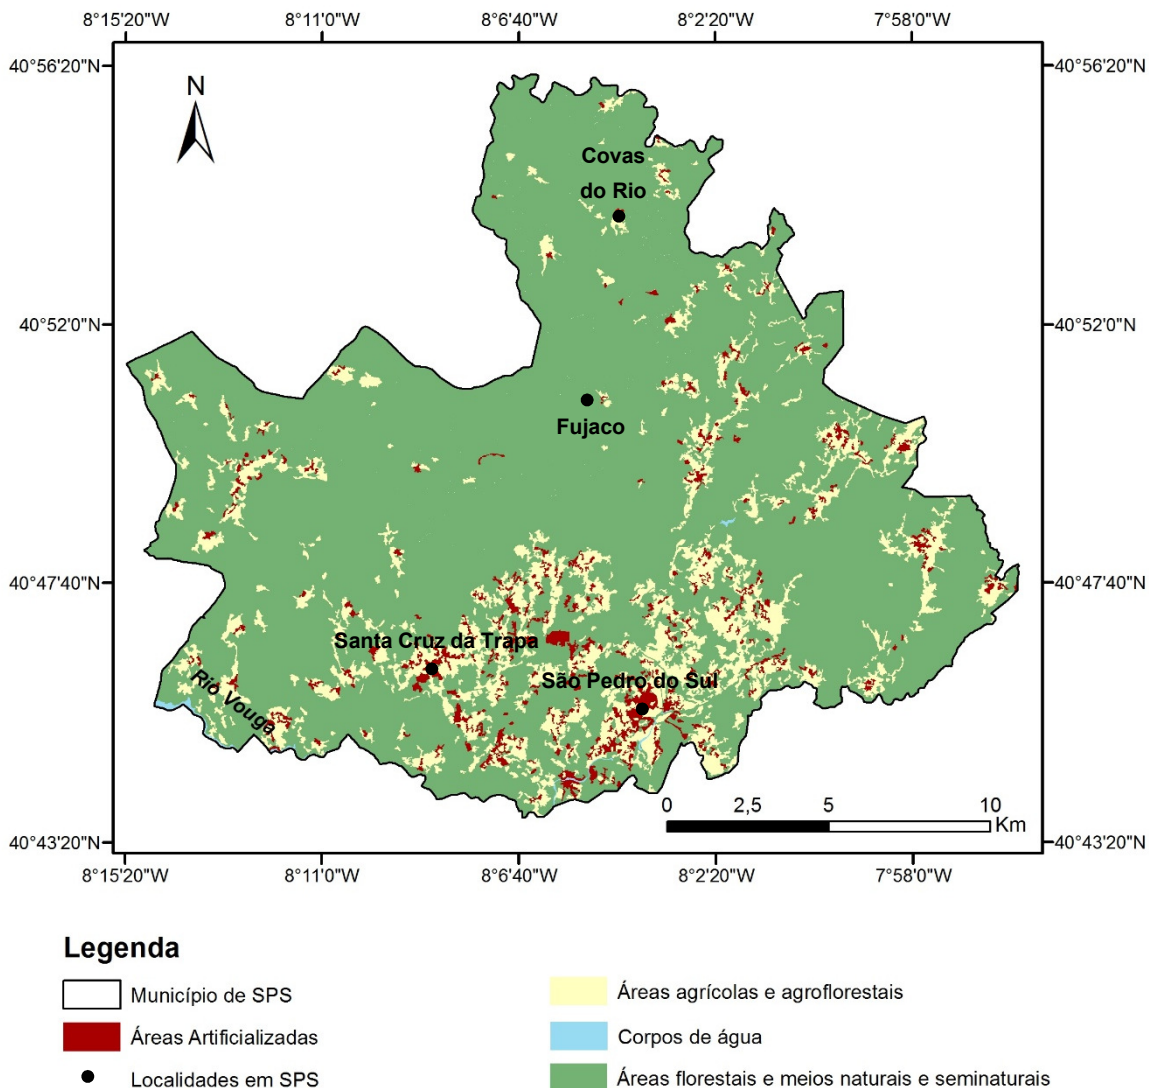 8°15'20"W 8°11'0"W 8°6'40"W 8°2'20"W 7°58'0"W
40°56'20"N 40°56'20"N
N
Covas
do Rio
40°52'0"N 40°52'0"N
Fujaco
40°47'40"N 40°47'40"N
Santa Cruz da Trapa
São Pedro do Sul
Rio Vouga
0 2,5 5 10
Km
40°43'20"N 40°43'20"N
8°15'20"W 8°11'0"W 8°6'40"W 8°2'20"W 7°58'0"W
Legenda
Município de SPS
Áreas Artificializadas
Localidades em SPS
Áreas agrícolas e agroflorestais
Corpos de água
Áreas florestais e meios naturais e seminaturais